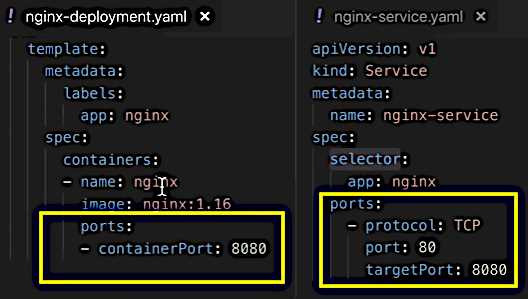 ! nginx-deployment.yaml ×
template:
metadata:
labels:
app: nginx
spec:
containers:
- name: nginx
image: nginx:1.16
ports:
- containerPort: 8080
! nginx-service.yaml ×
apiVersion: v1
kind: Service
metadata:
name: nginx-service
spec:
selector:
app: nginx
ports:
- protocol: TCP
port: 80
targetPort: 8080